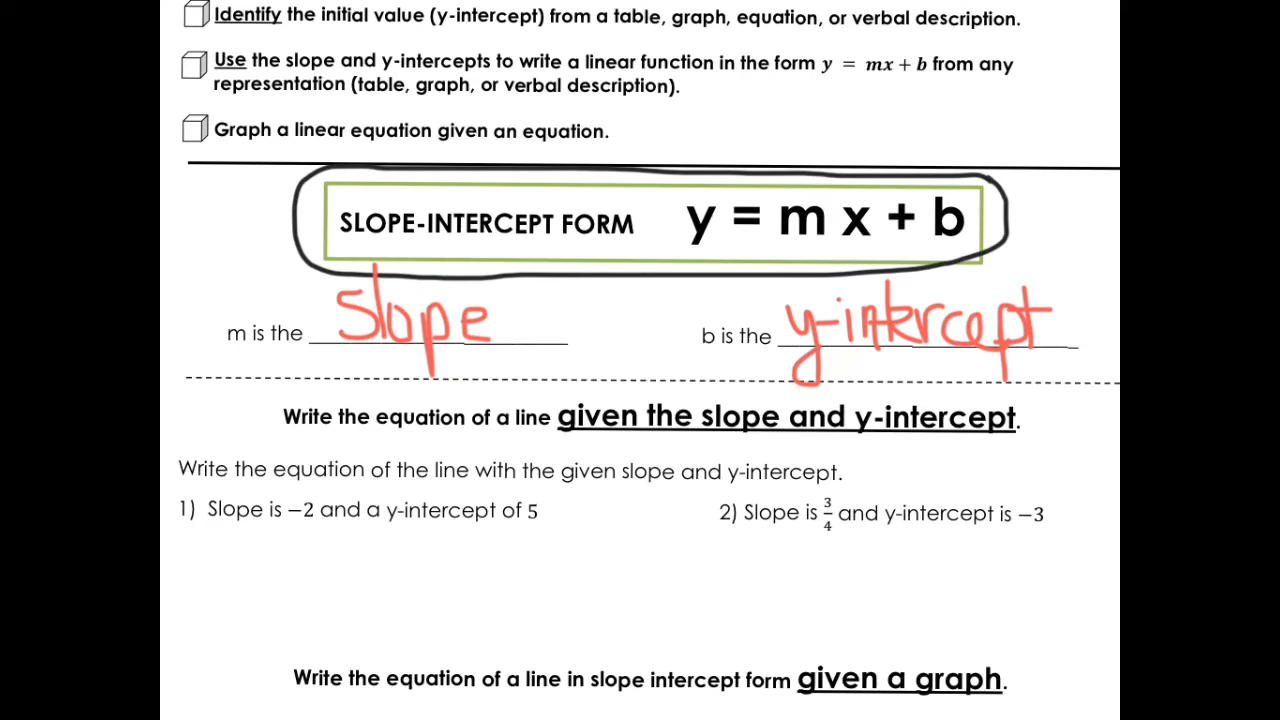 Identify the initial value (y-intercept) from a table, graph, equation, or verbal description.
Use the slope and y-intercepts to write a linear function in the form y = mx + b from any
representation (table, graph, or verbal description).
Graph a linear equation given an equation.
SLOPE-INTERCEPT FORM y = m x + b
m is the slope b is the y-intercept
Write the equation of a line given the slope and y-intercept.
Write the equation of the line with the given slope and y-intercept.
1) Slope is −2 and a y-intercept of 5 2) Slope is 3/4 and y-intercept is −3
Write the equation of a line in slope intercept form given a graph.